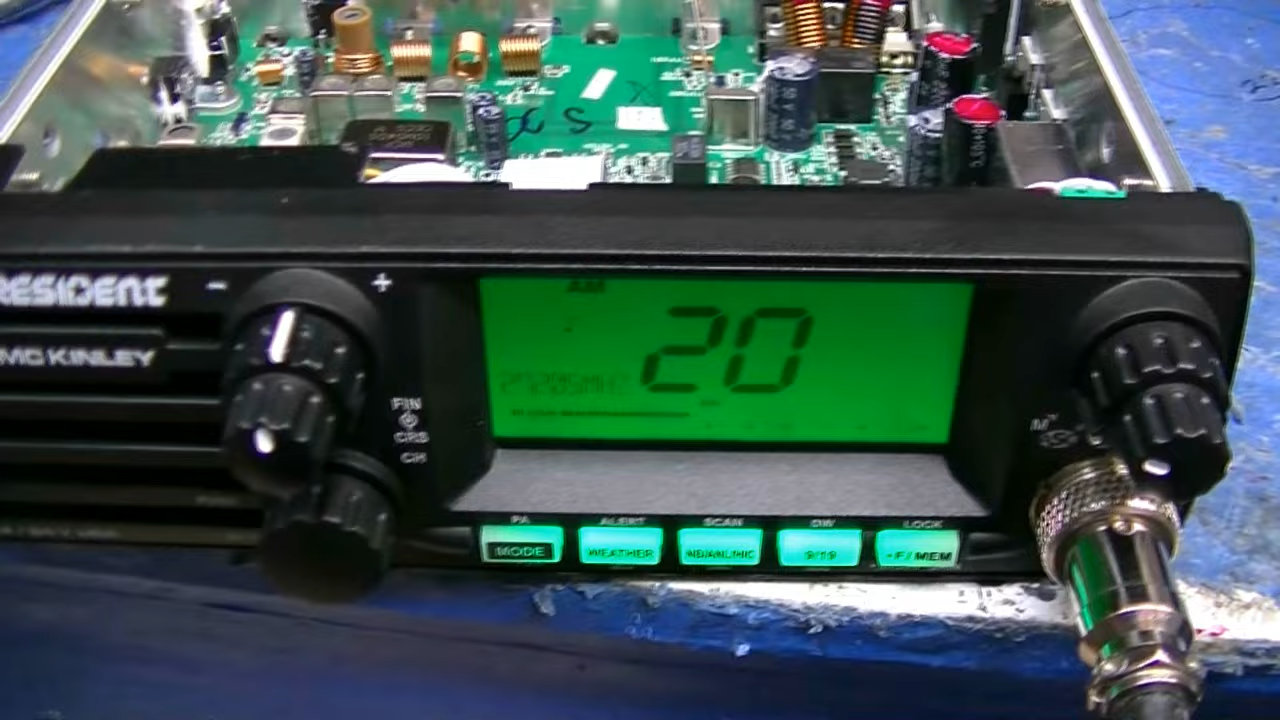 RESIDENT
MC KINLEY
- +
FIN
CRS
CH
AM
20
PA
ALERT
SCAN
DW
LOCK
MODE
WEATHER
NB/ANL/HIC
9/19
-F/MEM